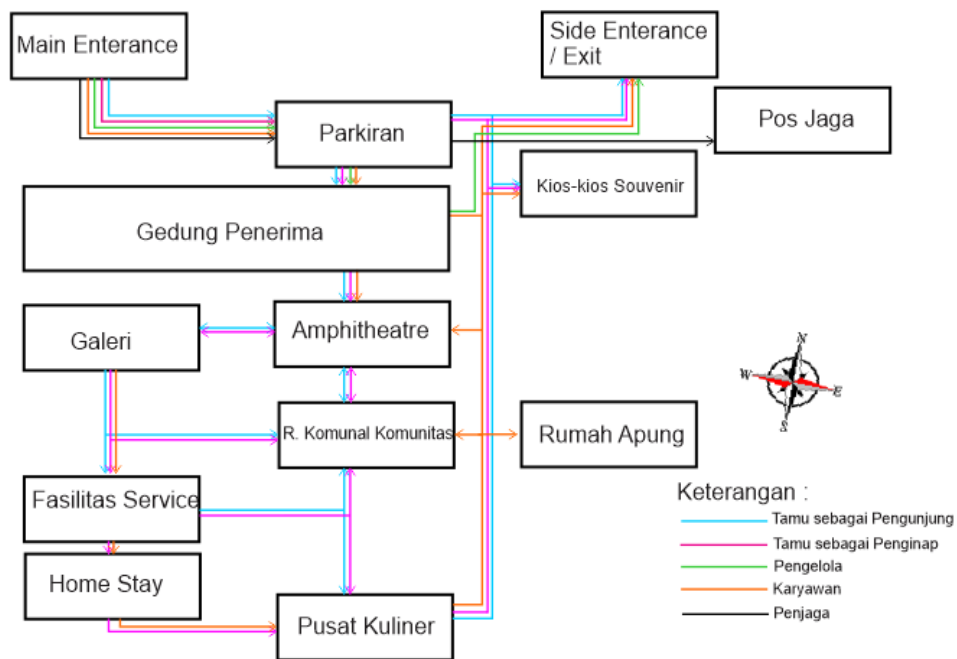 Main Enterance
Side Enterance
/ Exit
Parkiran
Pos Jaga
Kios-kios Souvenir
Gedung Penerima
Galeri
Amphitheatre
N
W
E
S
R. Komunal Komunitas
Rumah Apung
Fasilitas Service
Keterangan :
Tamu sebagai Pengunjung
Tamu sebagai Penginap
Pengelola
Karyawan
Penjaga
Home Stay
Pusat Kuliner